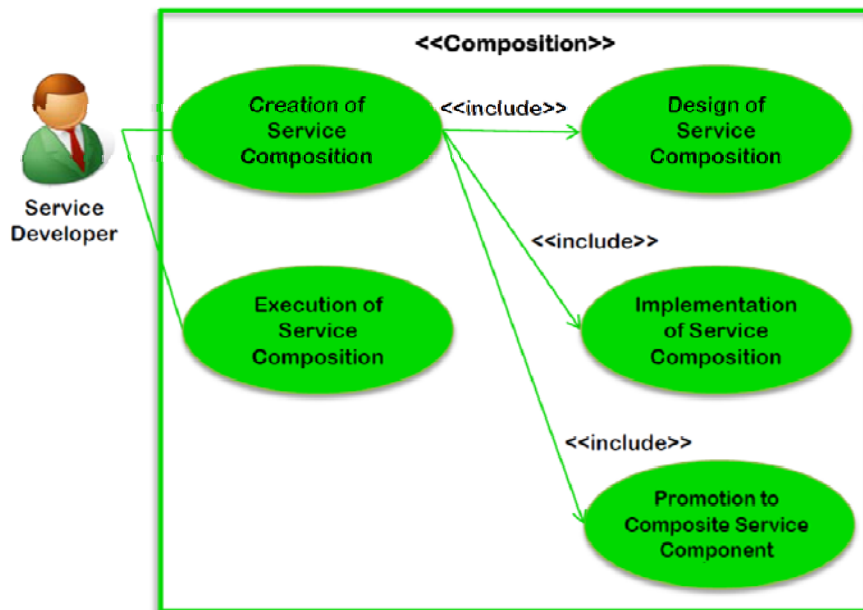 <<Composition>>
Creation of
Service
Composition
<<include>>
Design of
Service
Composition
Service
Developer
<<include>>
Execution of
Service
Composition
Implementation
of Service
Composition
<<include>>
Promotion to
Composite Service
Component